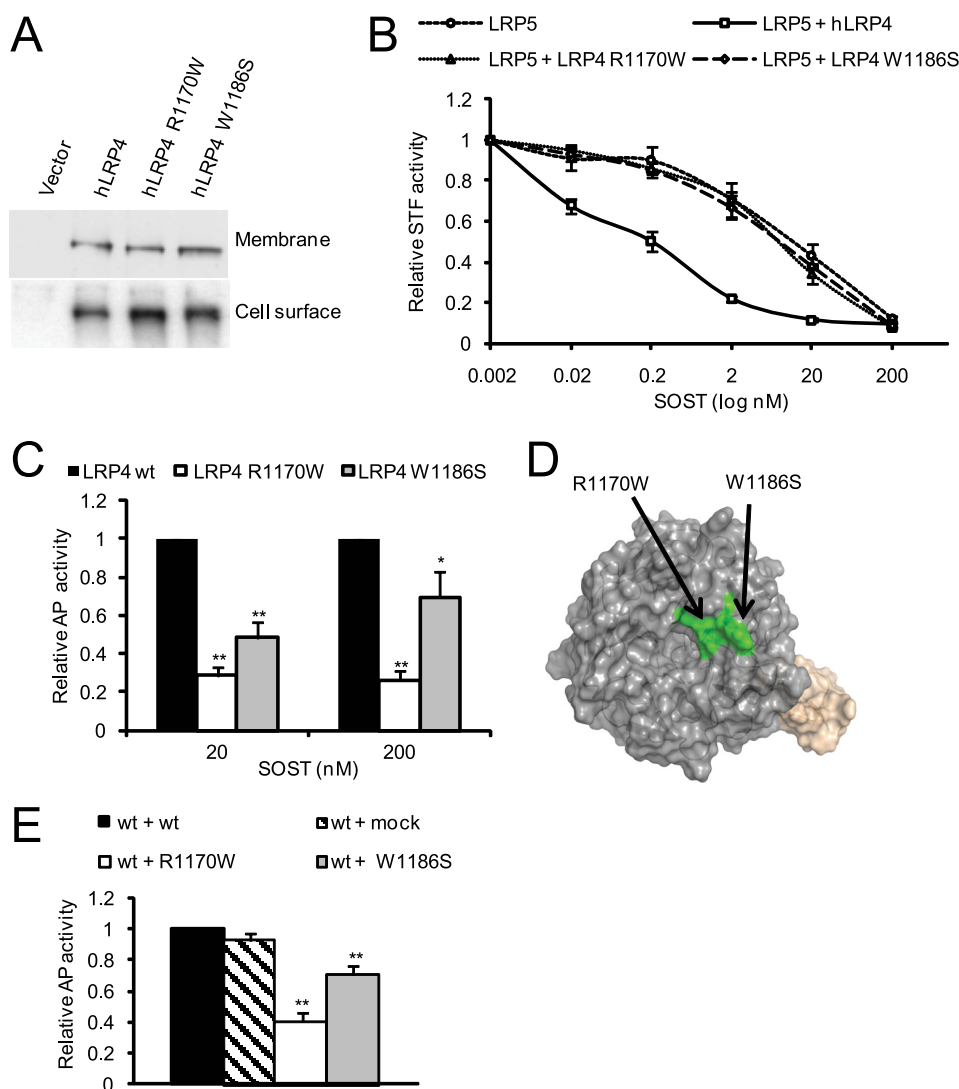 A
Vector
hLRP4
hLRP4 R1170W
hLRP4 W1186S
Membrane
Cell surface
B
LRP5
LRP5 + hLRP4
LRP5 + LRP4 R1170W
LRP5 + LRP4 W1186S
Relative STF activity
1.2
1
0.8
0.6
0.4
0.2
0
0.002 0.02 0.2 2 20 200
SOST (log nM)
C
LRP4 wt LRP4 R1170W LRP4 W1186S
Relative AP activity
1.2
1
0.8
0.6
0.4
0.2
0
** ** ** *
20 200
SOST (nM)
D
R1170W W1186S
E
wt + wt wt + mock
wt + R1170W wt + W1186S
Relative AP activity
1.2
1
0.8
0.6
0.4
0.2
0
** **